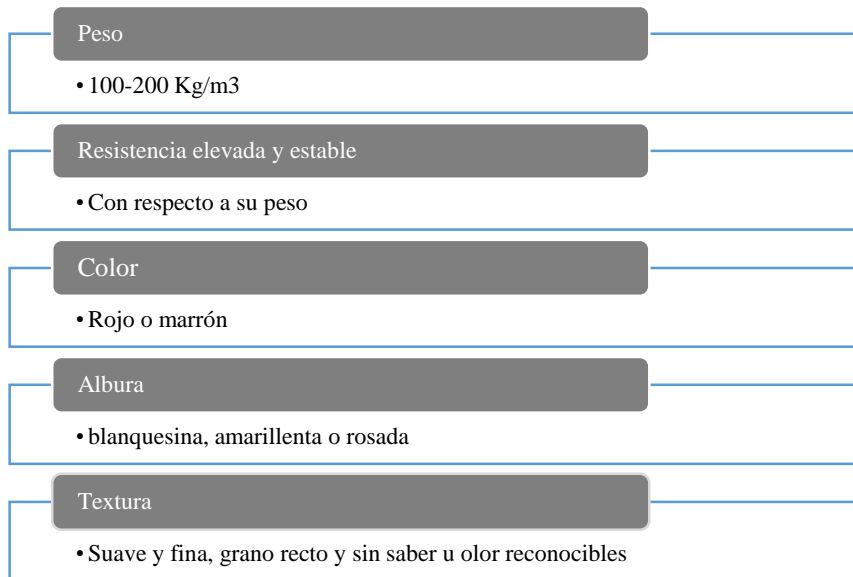 Peso
• 100-200 Kg/m3
Resistencia elevada y estable
• Con respecto a su peso
Color
• Rojo o marrón
Albura
• blanquesina, amarillenta o rosada
Textura
• Suave y fina, grano recto y sin saber u olor reconocibles